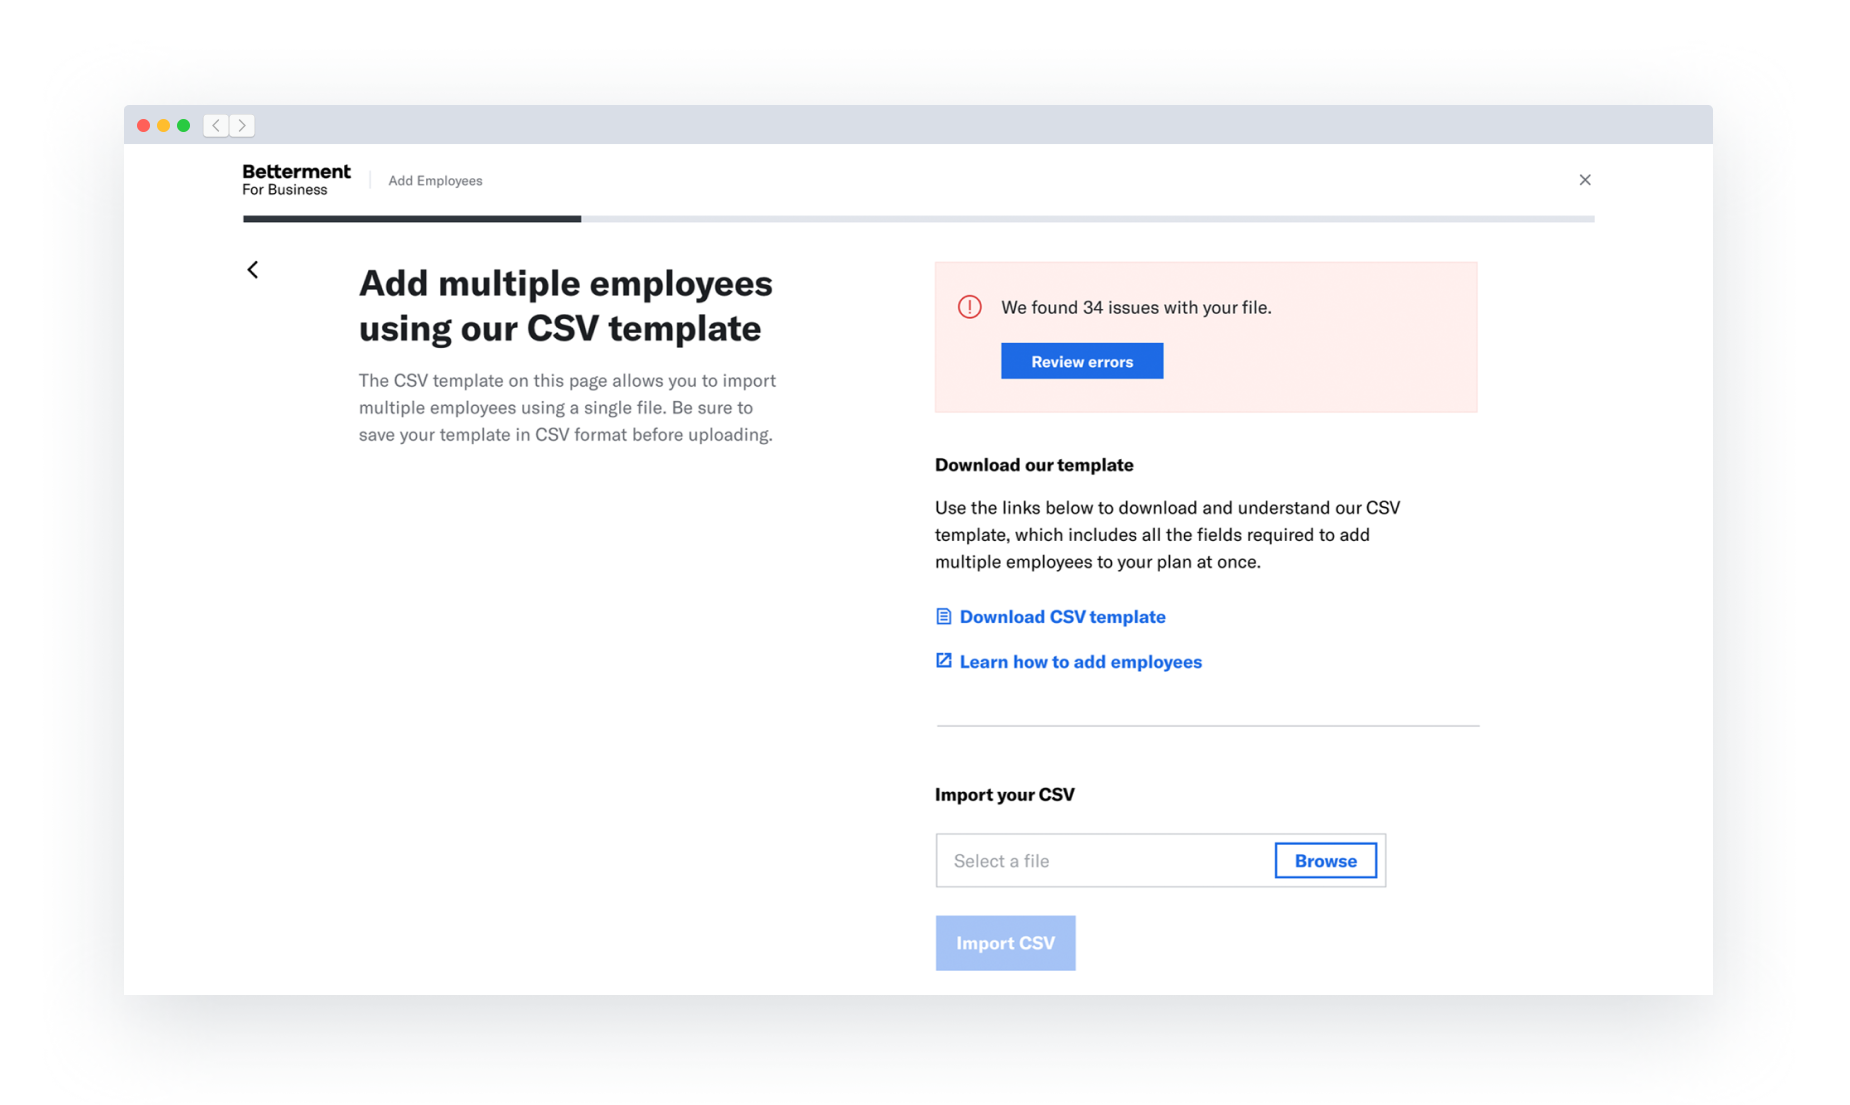 Betterment
For Business
Add Employees
Add multiple employees
using our CSV template
The CSV template on this page allows you to import
multiple employees using a single file. Be sure to
save your template in CSV format before uploading.
We found 34 issues with your file.
Review errors
Download our template
Use the links below to download and understand our CSV
template, which includes all the fields required to add
multiple employees to your plan at once.
Download CSV template
Learn how to add employees
Import your CSV
Select a file
Browse
Import CSV